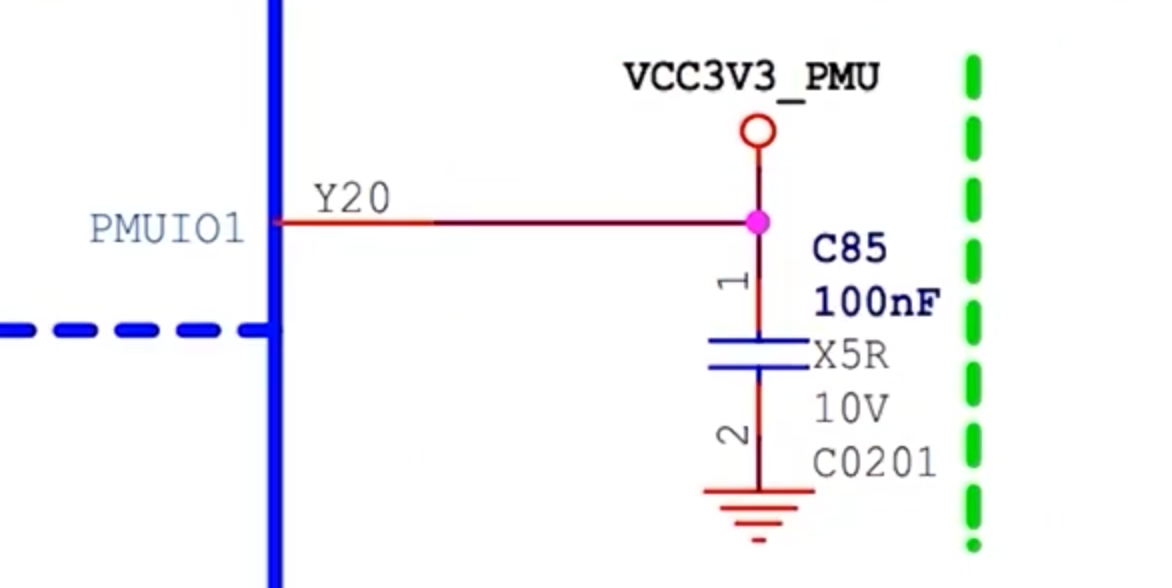 VCC3V3_PMU
Y20
PMUIO1
C85
1
100nF
X5R
10V
2
C0201